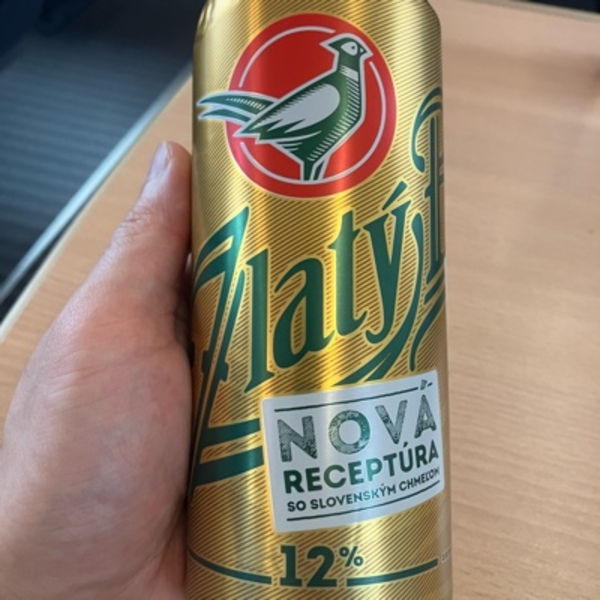 Zlatý
NOVÁ
RECEPTÚRA
SO SLOVENSKÝM CHMEĽOM
12%